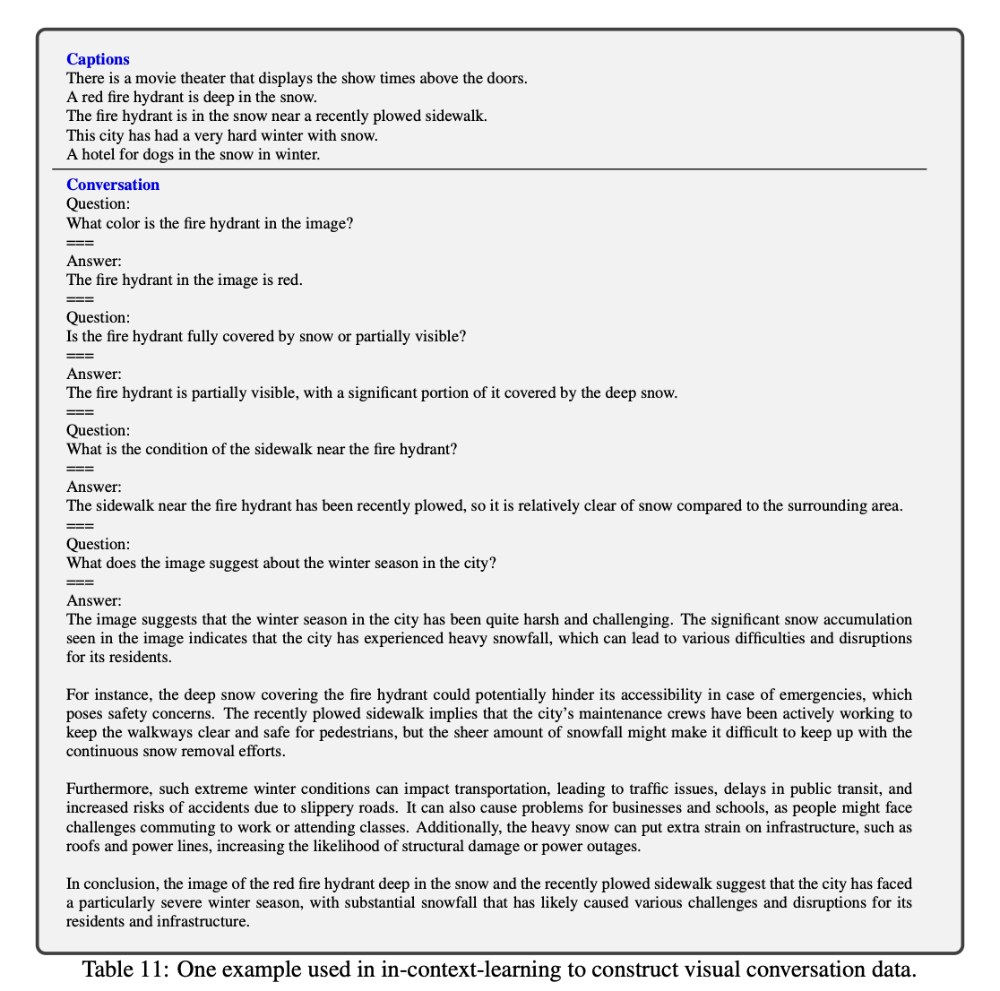 Captions
There is a movie theater that displays the show times above the doors.
A red fire hydrant is deep in the snow.
The fire hydrant is in the snow near a recently plowed sidewalk.
This city has had a very hard winter with snow.
A hotel for dogs in the snow in winter.
Conversation
Question:
What color is the fire hydrant in the image?
===
Answer:
The fire hydrant in the image is red.
===
Question:
Is the fire hydrant fully covered by snow or partially visible?
===
Answer:
The fire hydrant is partially visible, with a significant portion of it covered by the deep snow.
===
Question:
What is the condition of the sidewalk near the fire hydrant?
===
Answer:
The sidewalk near the fire hydrant has been recently plowed, so it is relatively clear of snow compared to the surrounding area.
===
Question:
What does the image suggest about the winter season in the city?
===
Answer:
The image suggests that the winter season in the city has been quite harsh and challenging. The significant snow accumulation
seen in the image indicates that the city has experienced heavy snowfall, which can lead to various difficulties and disruptions
for its residents.
For instance, the deep snow covering the fire hydrant could potentially hinder its accessibility in case of emergencies, which
poses safety concerns. The recently plowed sidewalk implies that the city's maintenance crews have been actively working to
keep the walkways clear and safe for pedestrians, but the sheer amount of snowfall might make it difficult to keep up with the
continuous snow removal efforts.
Furthermore, such extreme winter conditions can impact transportation, leading to traffic issues, delays in public transit, and
increased risks of accidents due to slippery roads. It can also cause problems for businesses and schools, as people might face
challenges commuting to work or attending classes. Additionally, the heavy snow can put extra strain on infrastructure, such as
roofs and power lines, increasing the likelihood of structural damage or power outages.
In conclusion, the image of the red fire hydrant deep in the snow and the recently plowed sidewalk suggest that the city has faced
a particularly severe winter season, with substantial snowfall that has likely caused various challenges and disruptions for its
residents and infrastructure.
Table 11: One example used in in-context-learning to construct visual conversation data.